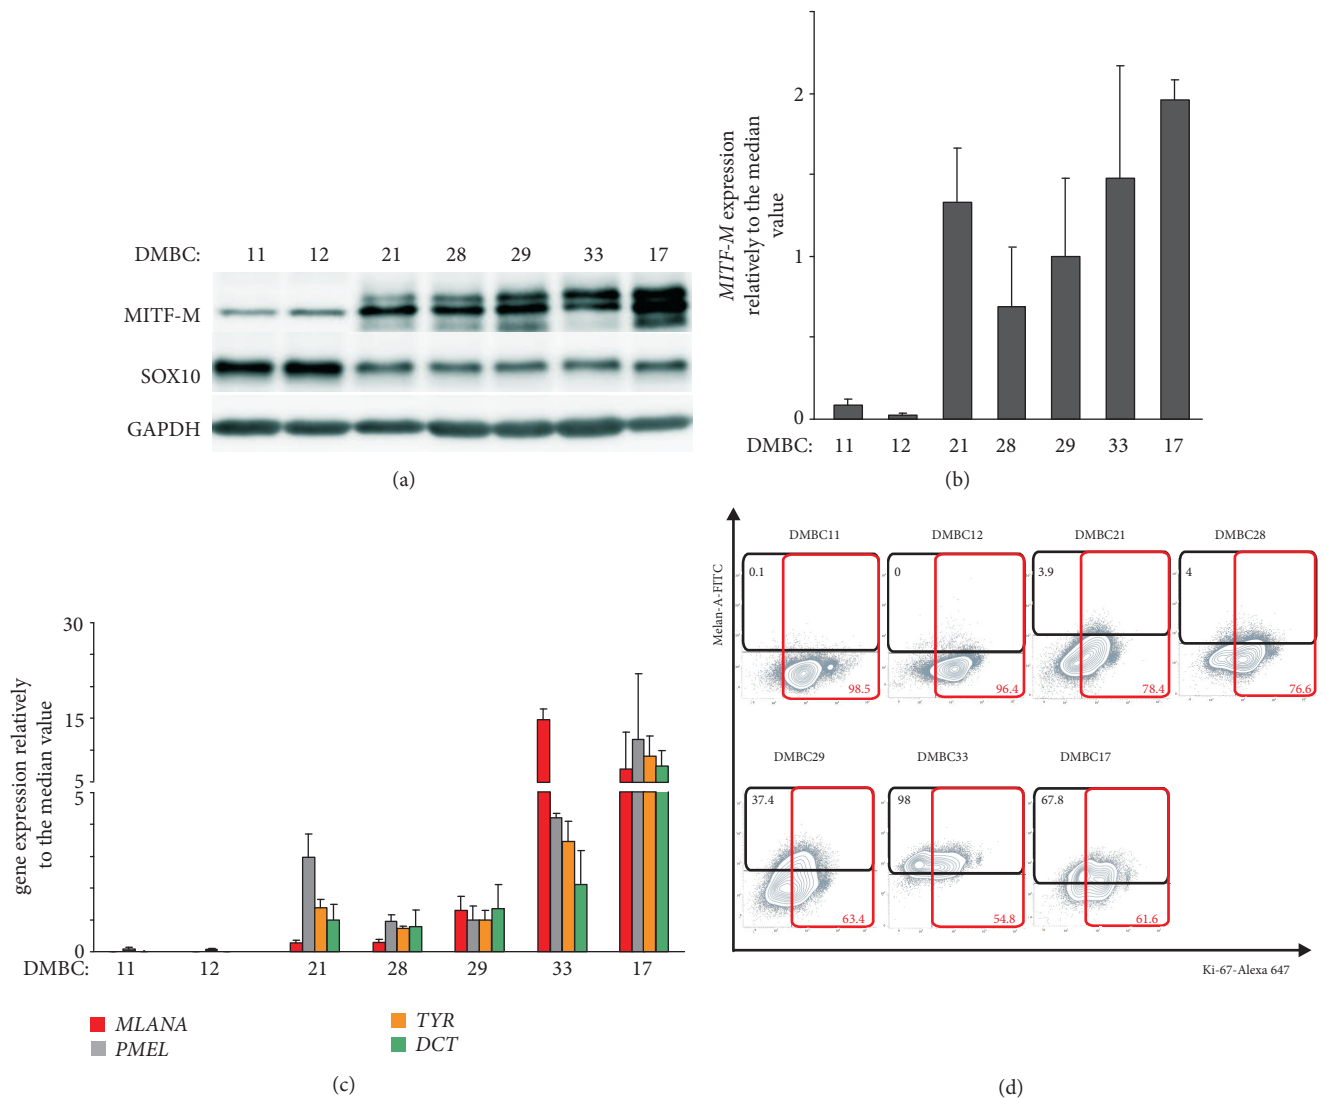 DMBC: 11 12 21 28 29 33 17
MITF-M
SOX10
GAPDH
(a)
MITF-M expression
relatively to the median
value
2
1
0
DMBC: 11 12 21 28 29 33 17
(b)
gene expression relatively
to the median value
30
15
5
5
0
DMBC: 11 12 21 28 29 33 17
MLANA
PMEL
TYR
DCT
(c)
Melan-A-FITC
DMBC11 DMBC12 DMBC21 DMBC28
0.1 0 3.9 4
98.5 96.4 78.4 76.6
DMBC29 DMBC33 DMBC17
37.4 98 67.8
63.4 54.8 61.6
Ki-67-Alexa 647
(d)